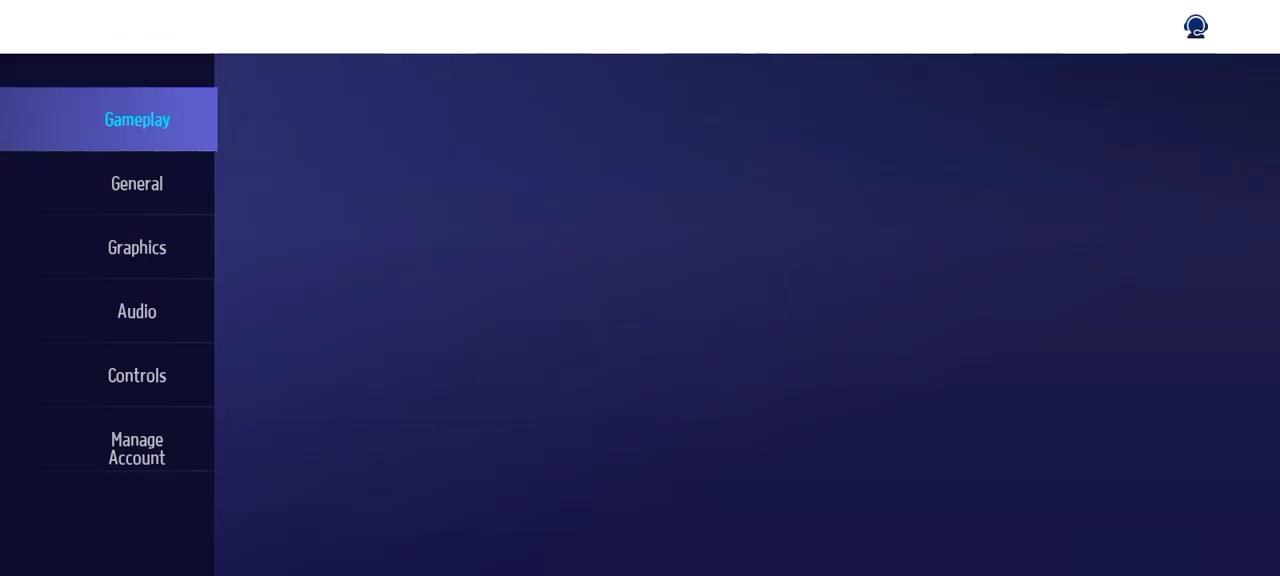 Gameplay
General
Graphics
Audio
Controls
Manage
Account